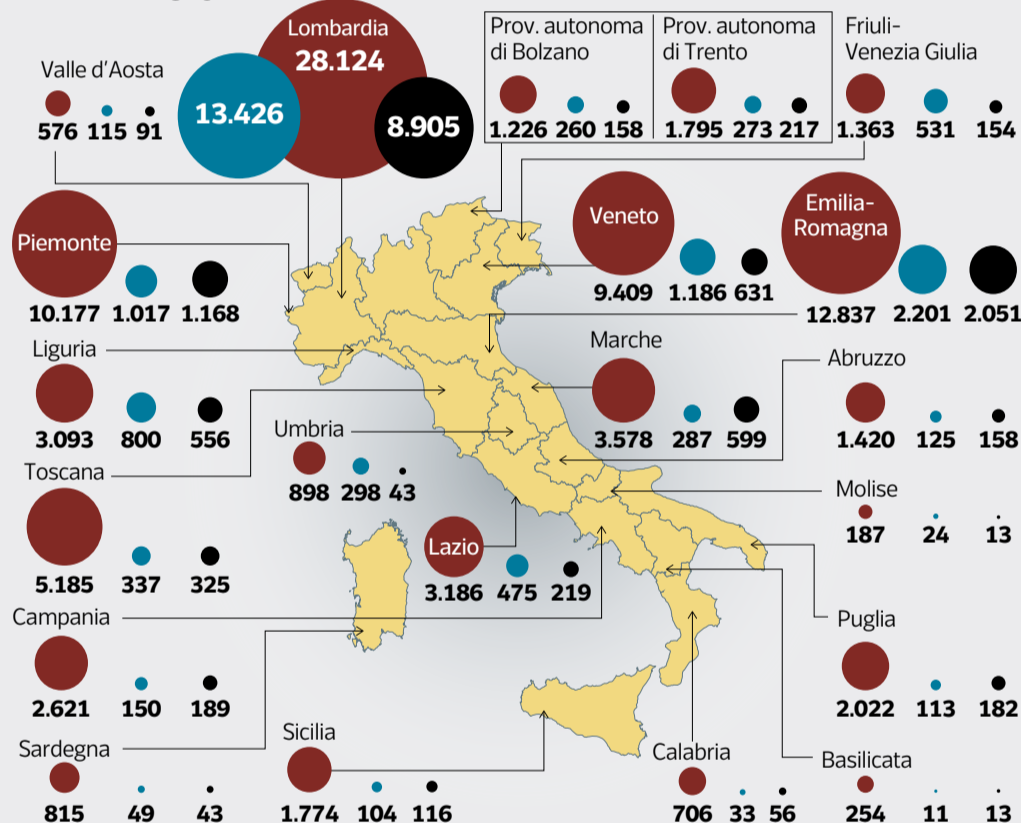 Lombardia
28.124
13.426
8.905
Valle d'Aosta
576 115 91
Prov. autonoma
di Bolzano
1.226 260 158
Prov. autonoma
di Trento
1.795 273 217
Friuli-
Venezia Giulia
1.363 531 154
Piemonte
10.177 1.017 1.168
Veneto
9.409 1.186 631
Emilia-
Romagna
12.837 2.201 2.051
Liguria
3.093 800 556
Marche
3.578 287 599
Abruzzo
1.420 125 158
Umbria
898 298 43
Toscana
5.185 337 325
Lazio
3.186 475 219
Molise
187 24 13
Campania
2.621 150 189
Puglia
2.022 113 182
Sardegna
815 49 43
Sicilia
1.774 104 116
Calabria
706 33 56
Basilicata
254 11 13